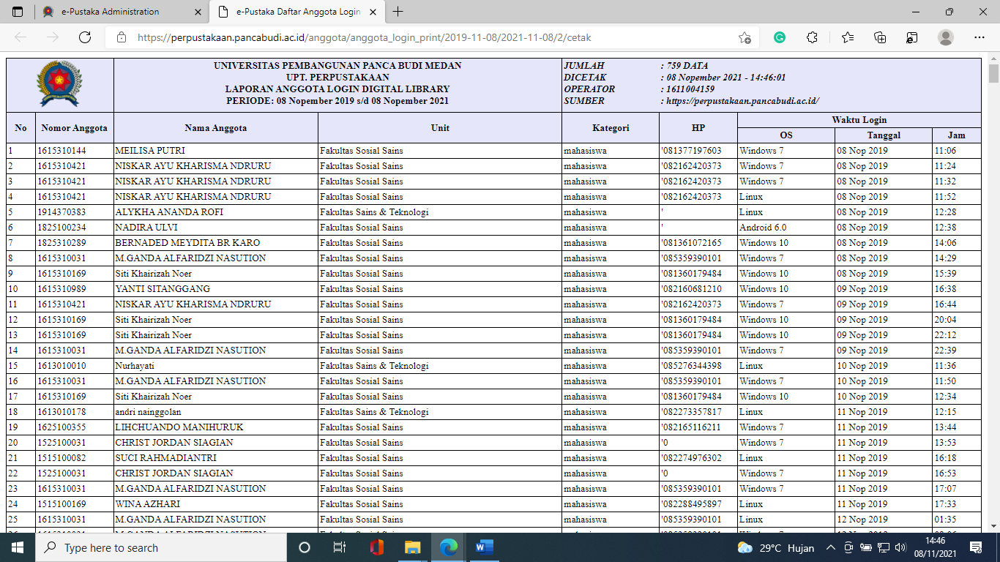 e-Pustaka Administration
e-Pustaka Daftar Anggota Login
https://perpustakaan.pancabudi.ac.id/anggota/anggota_login_print/2019-11-08/2021-11-08/2/cetak
UNIVERSITAS PEMBANGUNAN PANCA BUDI MEDAN
UPT. PERPUSTAKAAN
LAPORAN ANGGOTA LOGIN DIGITAL LIBRARY
PERIODE: 08 Nopember 2019 s/d 08 Nopember 2021
JUMLAH : 759 DATA
DICETAK : 08 Nopember 2021 - 14:46:01
OPERATOR : 1611004159
SUMBER : https://perpustakaan.pancabudi.ac.id/
No Nomor Anggota Nama Anggota Unit Kategori HP Waktu Login
OS Tanggal Jam
1 1615310144 MEILISA PUTRI Fakultas Sosial Sains mahasiswa '081377197603 Windows 7 08 Nop 2019 11:06
2 1615310421 NISKAR AYU KHARISMA NDRURU Fakultas Sosial Sains mahasiswa '082162420373 Windows 7 08 Nop 2019 11:24
3 1615310421 NISKAR AYU KHARISMA NDRURU Fakultas Sosial Sains mahasiswa '082162420373 Windows 7 08 Nop 2019 11:32
4 1615310421 NISKAR AYU KHARISMA NDRURU Fakultas Sosial Sains mahasiswa '082162420373 Linux 08 Nop 2019 11:52
5 1914370383 ALYKHA ANANDA ROFI Fakultas Sains & Teknologi mahasiswa ' Linux 08 Nop 2019 12:28
6 1825100234 NADIRA ULVI Fakultas Sosial Sains mahasiswa ' Android 6.0 08 Nop 2019 12:38
7 1825310289 BERNADED MEYDITA BR KARO Fakultas Sosial Sains mahasiswa '081361072165 Windows 10 08 Nop 2019 14:06
8 1615310031 M.GANDA ALFARIDZI NASUTION Fakultas Sosial Sains mahasiswa '085359390101 Windows 7 08 Nop 2019 14:29
9 1615310169 Siti Khairizah Noer Fakultas Sosial Sains mahasiswa '081360179484 Windows 10 08 Nop 2019 15:39
10 1615310989 YANTI SITANGGANG Fakultas Sosial Sains mahasiswa '082160681210 Windows 10 09 Nop 2019 16:38
11 1615310421 NISKAR AYU KHARISMA NDRURU Fakultas Sosial Sains mahasiswa '082162420373 Windows 7 09 Nop 2019 16:44
12 1615310169 Siti Khairizah Noer Fakultas Sosial Sains mahasiswa '081360179484 Windows 10 09 Nop 2019 20:04
13 1615310169 Siti Khairizah Noer Fakultas Sosial Sains mahasiswa '081360179484 Windows 10 09 Nop 2019 22:12
14 1615310031 M.GANDA ALFARIDZI NASUTION Fakultas Sosial Sains mahasiswa '085359390101 Windows 7 09 Nop 2019 22:39
15 1613010010 Nurhayati Fakultas Sains & Teknologi mahasiswa '085276344398 Linux 10 Nop 2019 11:36
16 1615310031 M.GANDA ALFARIDZI NASUTION Fakultas Sosial Sains mahasiswa '085359390101 Windows 7 10 Nop 2019 11:50
17 1615310169 Siti Khairizah Noer Fakultas Sosial Sains mahasiswa '081360179484 Windows 10 10 Nop 2019 12:34
18 1613010178 andri nainggolan Fakultas Sains & Teknologi mahasiswa '082273357817 Linux 11 Nop 2019 12:15
19 1625100355 LIHCHUANDO MANIHURUK Fakultas Sosial Sains mahasiswa '082165116211 Windows 7 11 Nop 2019 13:44
20 1525100031 CHRIST JORDAN SIAGIAN Fakultas Sosial Sains mahasiswa '0 Windows 7 11 Nop 2019 13:53
21 1515100082 SUCI RAHMADIANTRI Fakultas Sosial Sains mahasiswa '082274976302 Linux 11 Nop 2019 16:18
22 1525100031 CHRIST JORDAN SIAGIAN Fakultas Sosial Sains mahasiswa '0 Windows 7 11 Nop 2019 16:53
23 1615310031 M.GANDA ALFARIDZI NASUTION Fakultas Sosial Sains mahasiswa '085359390101 Windows 7 11 Nop 2019 17:07
24 1515100169 WINA AZHARI Fakultas Sosial Sains mahasiswa '082288495897 Linux 11 Nop 2019 17:33
25 1615310031 M.GANDA ALFARIDZI NASUTION Fakultas Sosial Sains mahasiswa '085359390101 Linux 12 Nop 2019 01:35
Type here to search
29°C Hujan
14:46
08/11/2021